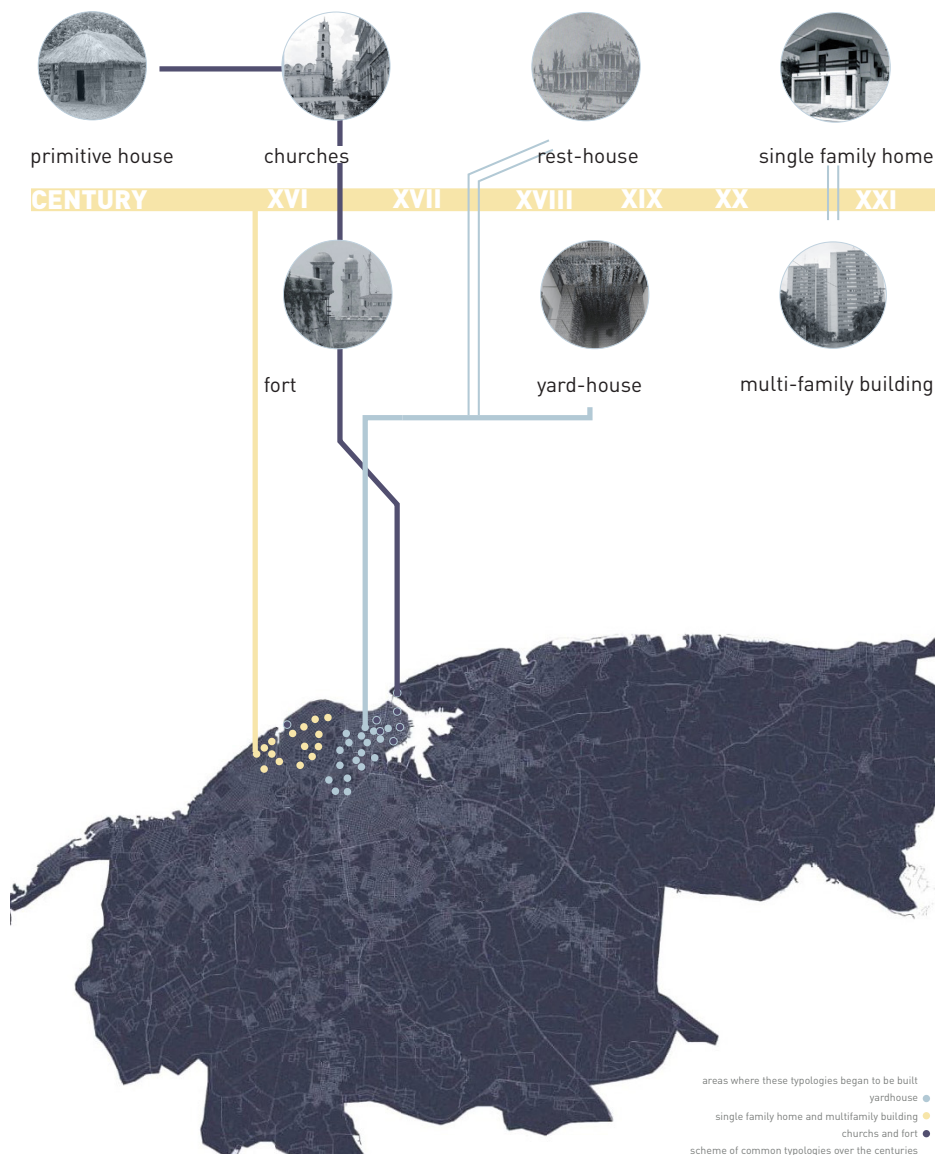 primitive house
churches
rest-house
single family home
CENTURY XVI XVII XVIII XIX XX XXI
fort
yard-house
multi-family building
areas where these typologies began to be built
yardhouse
single family home and multifamily building
churchs and fort
scheme of common typologies over the centuries